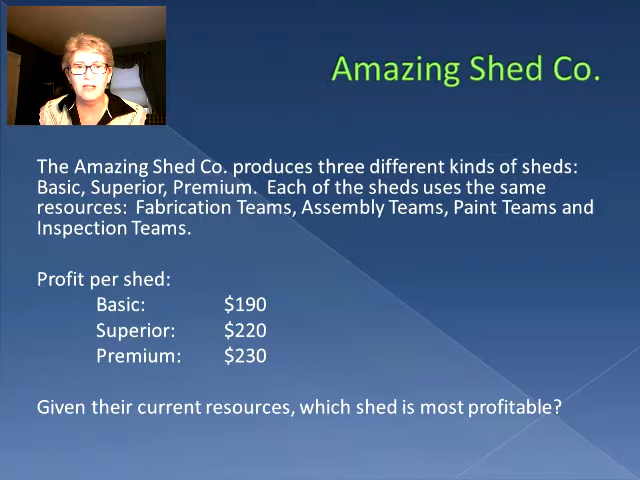 Amazing Shed Co.
The Amazing Shed Co. produces three different kinds of sheds:
Basic, Superior, Premium. Each of the sheds uses the same
resources: Fabrication Teams, Assembly Teams, Paint Teams and
Inspection Teams.
Profit per shed:
Basic: $190
Superior: $220
Premium: $230
Given their current resources, which shed is most profitable?